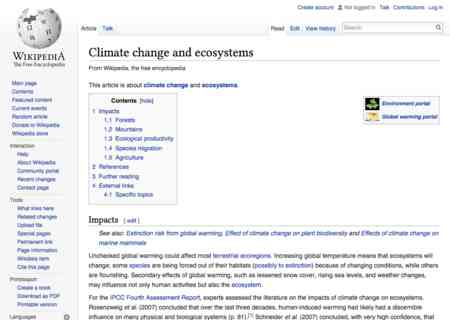 Create account Not logged in Talk Contributions Log in
Article Talk Read Edit View history Search
WIKIPEDIA
The Free Encyclopedia
Main page
Contents
Featured content
Current events
Random article
Donate to Wikipedia
Wikipedia store
Interaction
Help
About Wikipedia
Community portal
Recent changes
Contact page
Tools
What links here
Related changes
Upload file
Special pages
Permanent link
Page information
Wikidata item
Cite this page
Print/export
Create a book
Download as PDF
Printable version
Languages
Climate change and ecosystems
From Wikipedia, the free encyclopedia
This article is about climate change and ecosystems.
Contents [hide]
1 Impacts
1.1 Forests
1.2 Mountains
1.3 Ecological productivity
1.4 Species migration
1.5 Agriculture
2 References
3 Further reading
4 External links
4.1 Specific topics
Environment portal
Global warming portal
Impacts [ edit ]
See also: Extinction risk from global warming, Effect of climate change on plant biodiversity and Effects of climate change on
marine mammals
Unchecked global warming could affect most terrestrial ecoregions. Increasing global temperature means that ecosystems will
change; some species are being forced out of their habitats (possibly to extinction) because of changing conditions, while others
are flourishing. Secondary effects of global warming, such as lessened snow cover, rising sea levels, and weather changes,
may influence not only human activities but also the ecosystem.
For the IPCC Fourth Assessment Report, experts assessed the literature on the impacts of climate change on ecosystems.
Rosenzweig et al. (2007) concluded that over the last three decades, human-induced warming had likely had a discernible
influence on many physical and biological systems (p. 81).[1] Schneider et al. (2007) concluded, with very high confidence, that